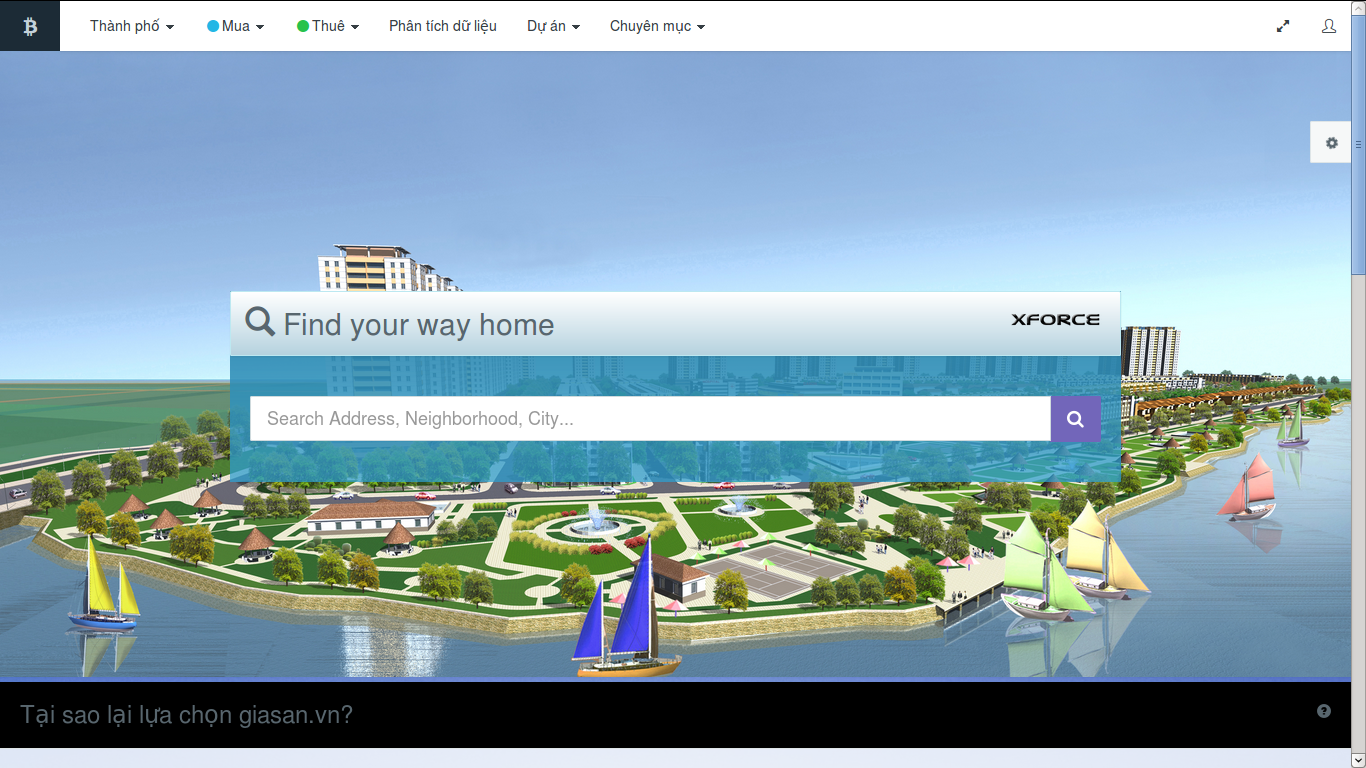 Thành phố
Mua
Thuê
Phân tích dữ liệu
Dự án
Chuyên mục
Find your way home
XFORCE
Search Address, Neighborhood, City...
Tại sao lại lựa chọn giasan.vn?